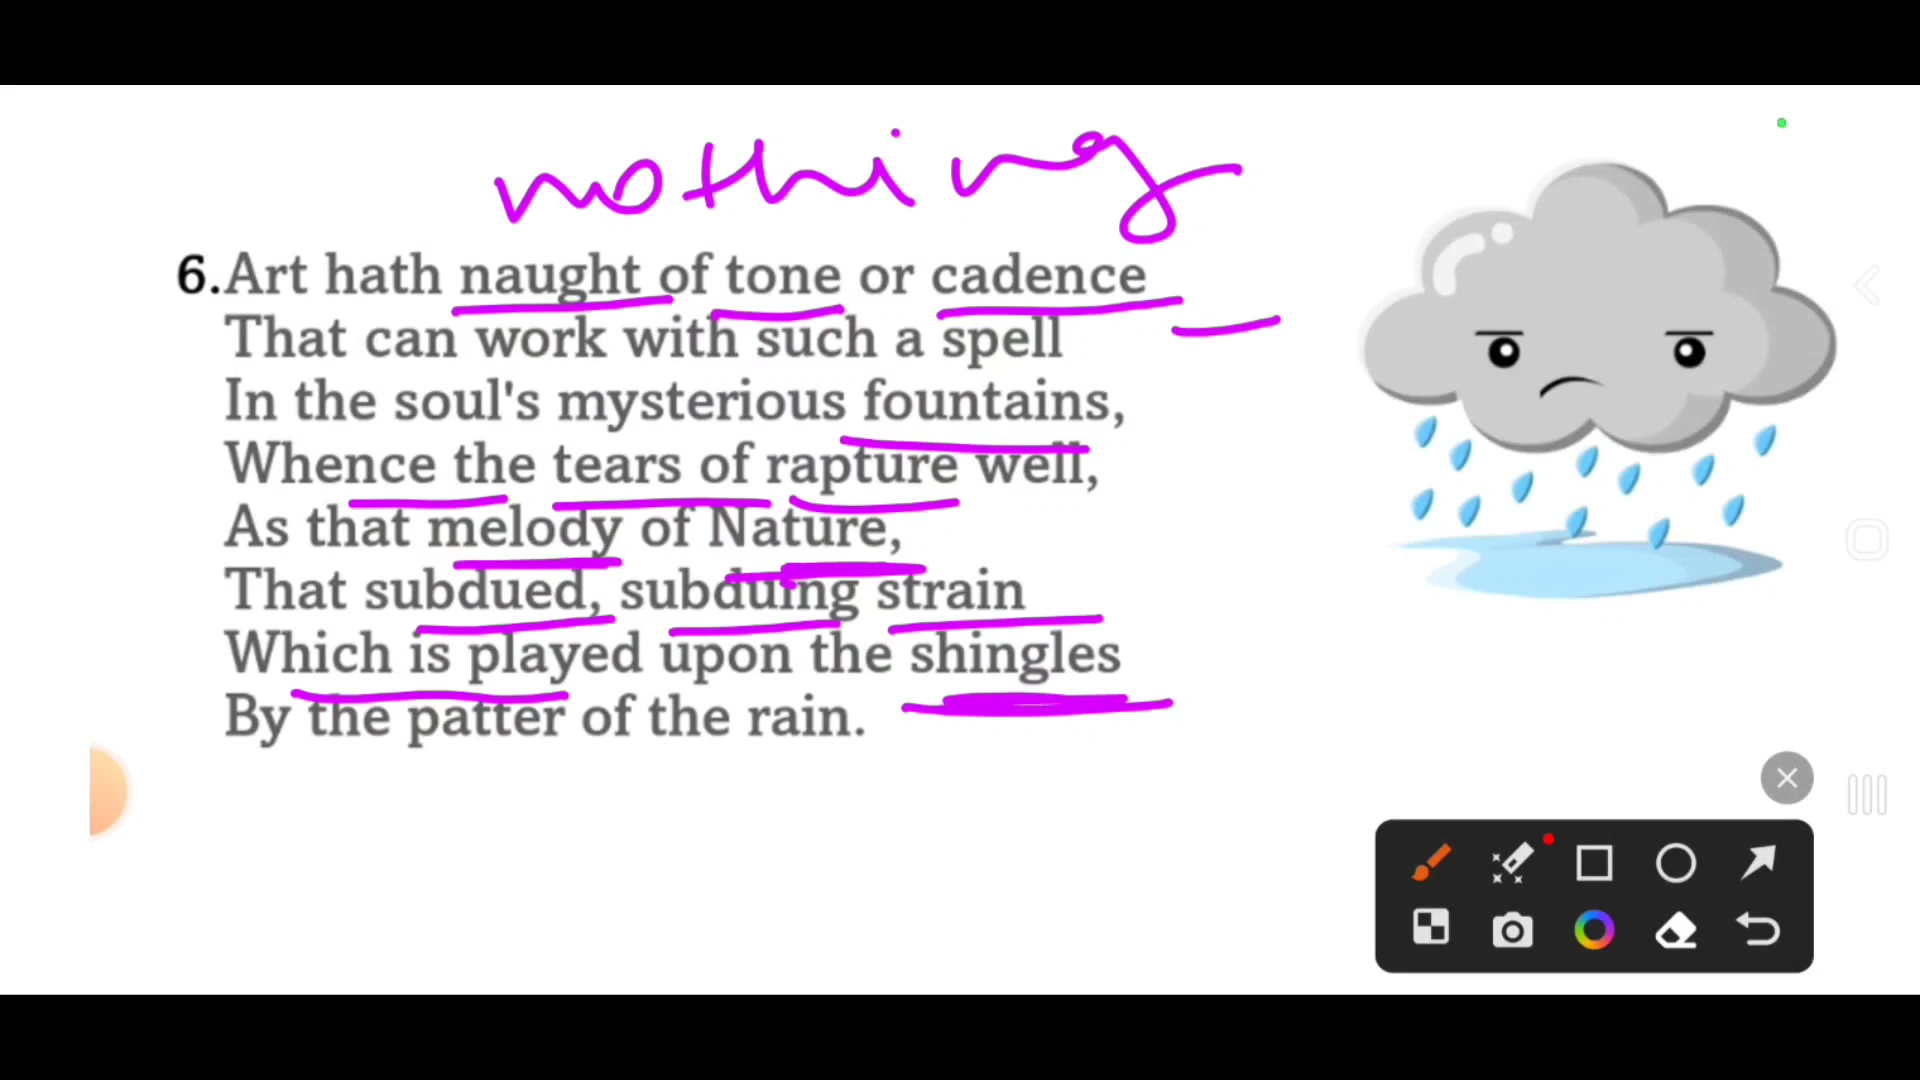 nothing
6.Art hath naught of tone or cadence
That can work with such a spell
In the soul's mysterious fountains,
Whence the tears of rapture well,
As that melody of Nature,
That subdued, subduing strain
Which is played upon the shingles
By the patter of the rain.